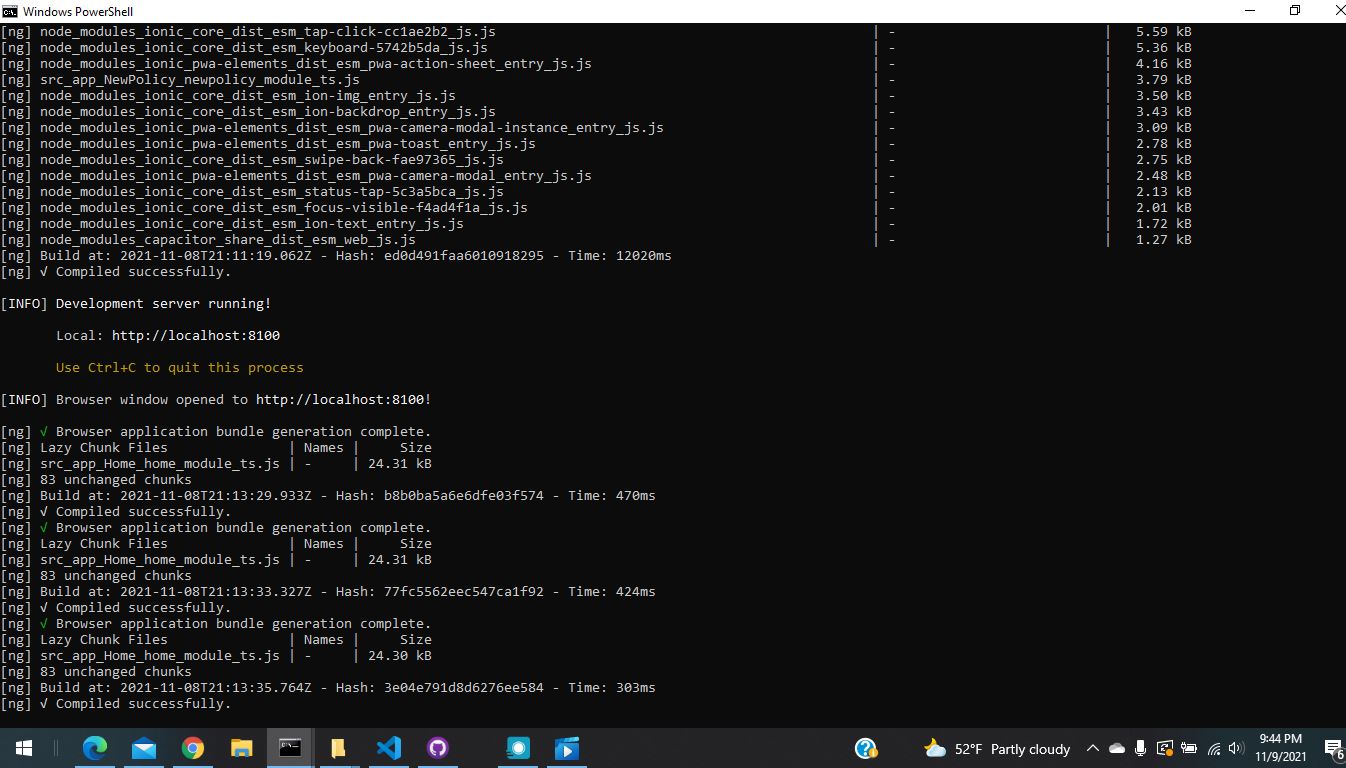 Windows PowerShell
[ng] node_modules_ionic_core_dist_esm_tap-click-cc1ae2b2_js.js | - | 5.59 kB
[ng] node_modules_ionic_core_dist_esm_keyboard-5742b5da_js.js | - | 5.36 kB
[ng] node_modules_ionic_pwa-elements_dist_esm_pwa-action-sheet_entry_js.js | - | 4.16 kB
[ng] src_app_NewPolicy_newpolicy_module_ts.js | - | 3.79 kB
[ng] node_modules_ionic_core_dist_esm_ion-img_entry_js.js | - | 3.50 kB
[ng] node_modules_ionic_core_dist_esm_ion-backdrop_entry_js.js | - | 3.43 kB
[ng] node_modules_ionic_pwa-elements_dist_esm_pwa-camera-modal-instance_entry_js.js | - | 3.09 kB
[ng] node_modules_ionic_pwa-elements_dist_esm_pwa-toast_entry_js.js | - | 2.78 kB
[ng] node_modules_ionic_core_dist_esm_swipe-back-fae97365_js.js | - | 2.75 kB
[ng] node_modules_ionic_pwa-elements_dist_esm_pwa-camera-modal_entry_js.js | - | 2.48 kB
[ng] node_modules_ionic_core_dist_esm_status-tap-5c3a5bca_js.js | - | 2.13 kB
[ng] node_modules_ionic_core_dist_esm_focus-visible-f4ad4f1a_js.js | - | 2.01 kB
[ng] node_modules_ionic_core_dist_esm_ion-text_entry_js.js | - | 1.72 kB
[ng] node_modules_capacitor_share_dist_esm_web_js.js | - | 1.27 kB
[ng] Build at: 2021-11-08T21:11:19.062Z - Hash: ed0d491faa6010918295 - Time: 12020ms
[ng] √ Compiled successfully.
[INFO] Development server running!
Local: http://localhost:8100
Use Ctrl+C to quit this process
[INFO] Browser window opened to http://localhost:8100!
[ng] √ Browser application bundle generation complete.
[ng] Lazy Chunk Files | Names | Size
[ng] src_app_Home_home_module_ts.js | - | 24.31 kB
[ng] 83 unchanged chunks
[ng] Build at: 2021-11-08T21:13:29.933Z - Hash: b8b0ba5a6e6dfe03f574 - Time: 470ms
[ng] √ Compiled successfully.
[ng] √ Browser application bundle generation complete.
[ng] Lazy Chunk Files | Names | Size
[ng] src_app_Home_home_module_ts.js | - | 24.31 kB
[ng] 83 unchanged chunks
[ng] Build at: 2021-11-08T21:13:33.327Z - Hash: 77fc5562eec547ca1f92 - Time: 424ms
[ng] √ Compiled successfully.
[ng] √ Browser application bundle generation complete.
[ng] Lazy Chunk Files | Names | Size
[ng] src_app_Home_home_module_ts.js | - | 24.30 kB
[ng] 83 unchanged chunks
[ng] Build at: 2021-11-08T21:13:35.764Z - Hash: 3e04e791d8d6276ee584 - Time: 303ms
[ng] √ Compiled successfully.
52°F Partly cloudy
9:44 PM
11/9/2021
6